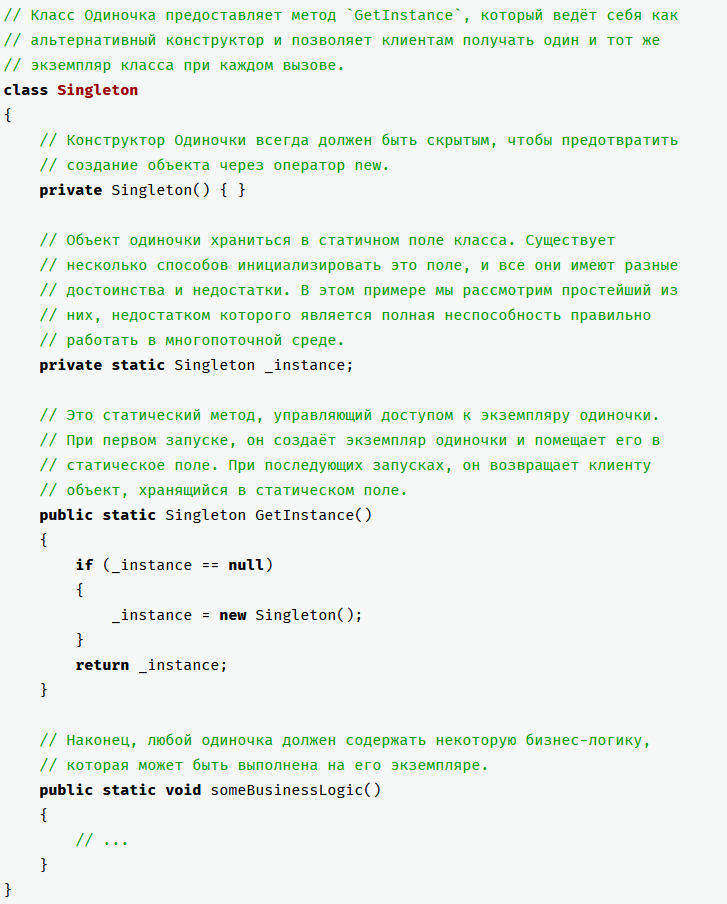 // Класс Одиночка предоставляет метод `GetInstance`, который ведёт себя как
// альтернативный конструктор и позволяет клиентам получать один и тот же
// экземпляр класса при каждом вызове.
class Singleton
{
    // Конструктор Одиночки всегда должен быть скрытым, чтобы предотвратить
    // создание объекта через оператор new.
    private Singleton() { }

    // Объект одиночки храниться в статичном поле класса. Существует
    // несколько способов инициализировать это поле, и все они имеют разные
    // достоинства и недостатки. В этом примере мы рассмотрим простейший из
    // них, недостатком которого является полная неспособность правильно
    // работать в многопоточной среде.
    private static Singleton _instance;

    // Это статический метод, управляющий доступом к экземпляру одиночки.
    // При первом запуске, он создаёт экземпляр одиночки и помещает его в
    // статическое поле. При последующих запусках, он возвращает клиенту
    // объект, хранящийся в статическом поле.
    public static Singleton GetInstance()
    {
        if (_instance == null)
        {
            _instance = new Singleton();
        }
        return _instance;
    }

    // Наконец, любой одиночка должен содержать некоторую бизнес-логику,
    // которая может быть выполнена на его экземпляре.
    public static void someBusinessLogic()
    {
        // ...
    }
}